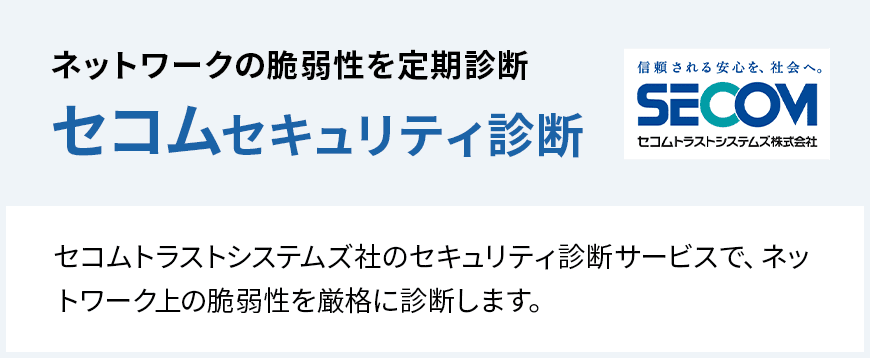 ネットワークの脆弱性を定期診断
セコムセキュリティ診断
信頼される安心を、社会へ。
SECOM
セコムトラストシステムズ株式会社
セコムトラストシステムズ社のセキュリティ診断サービスで、ネッ
トワーク上の脆弱性を厳格に診断します。